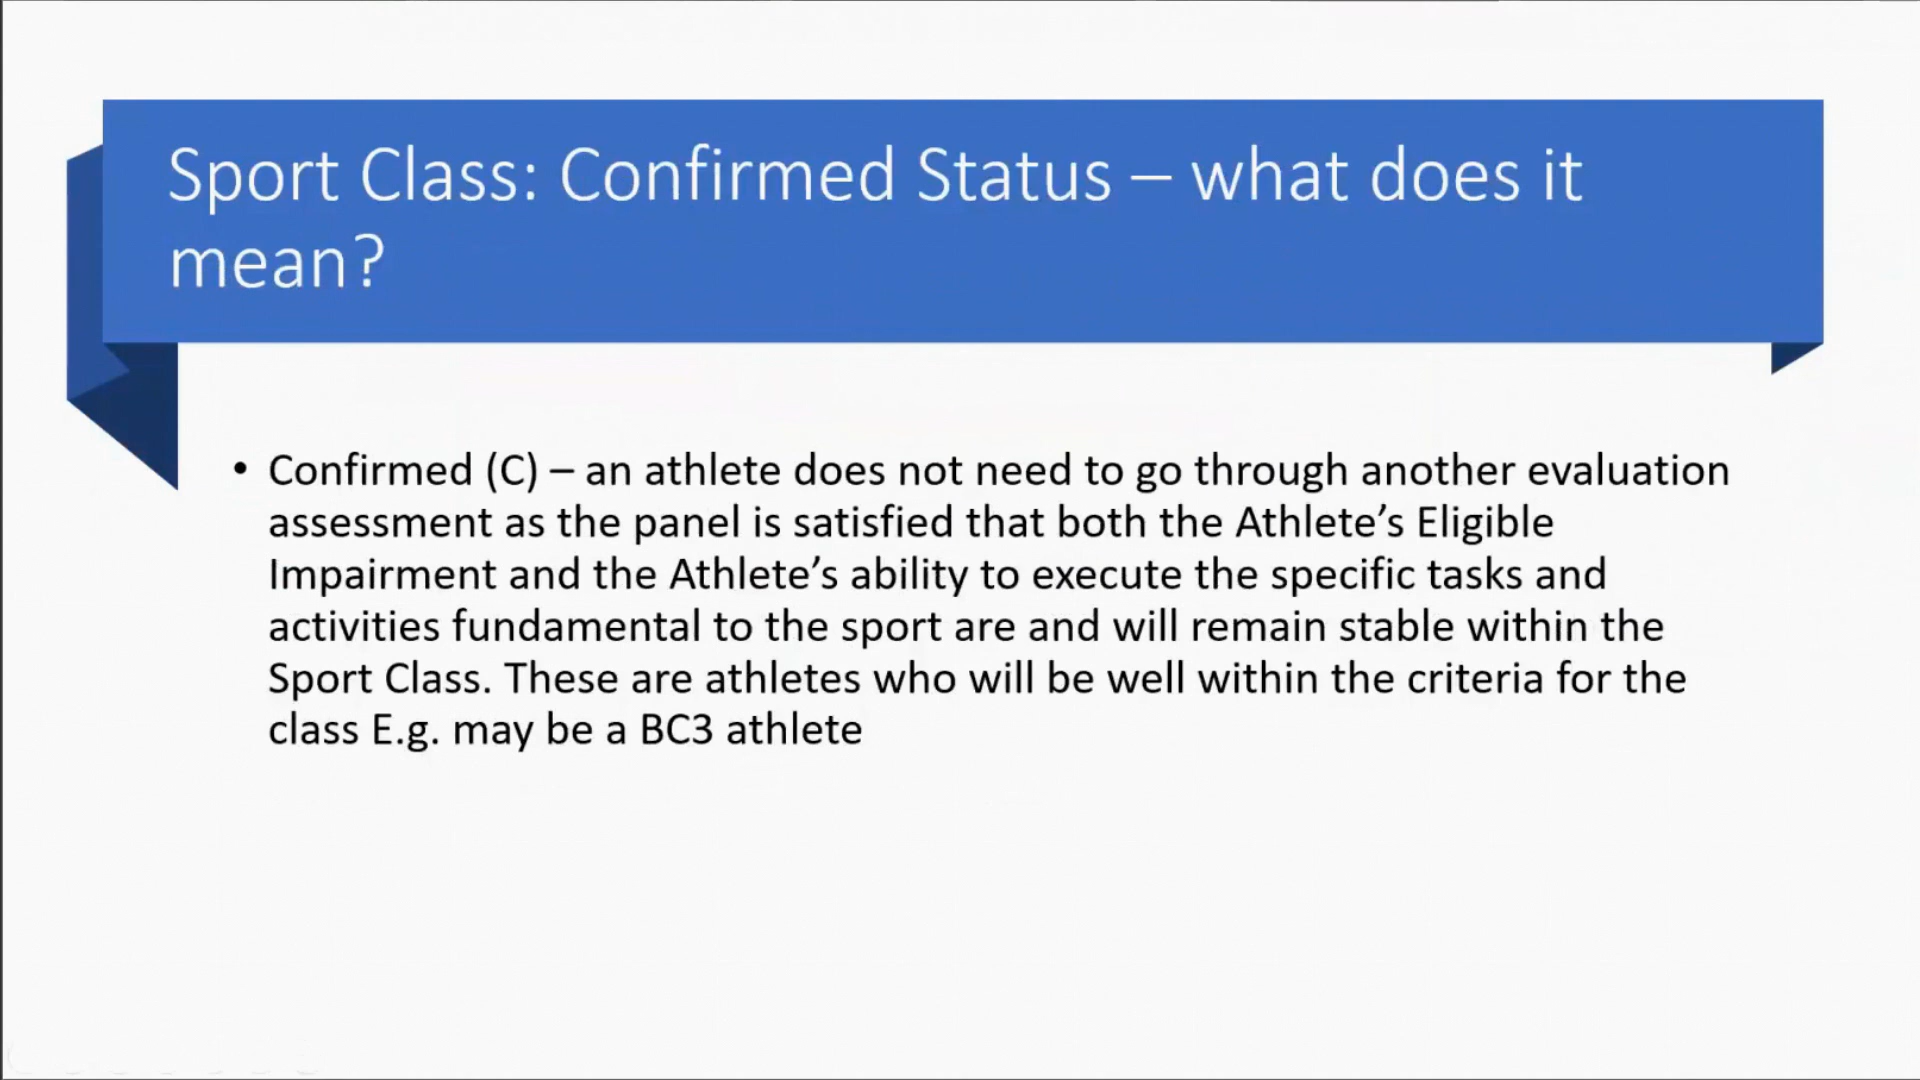 Sport Class: Confirmed Status – what does it
mean?
• Confirmed (C) – an athlete does not need to go through another evaluation
assessment as the panel is satisfied that both the Athlete’s Eligible
Impairment and the Athlete’s ability to execute the specific tasks and
activities fundamental to the sport are and will remain stable within the
Sport Class. These are athletes who will be well within the criteria for the
class E.g. may be a BC3 athlete